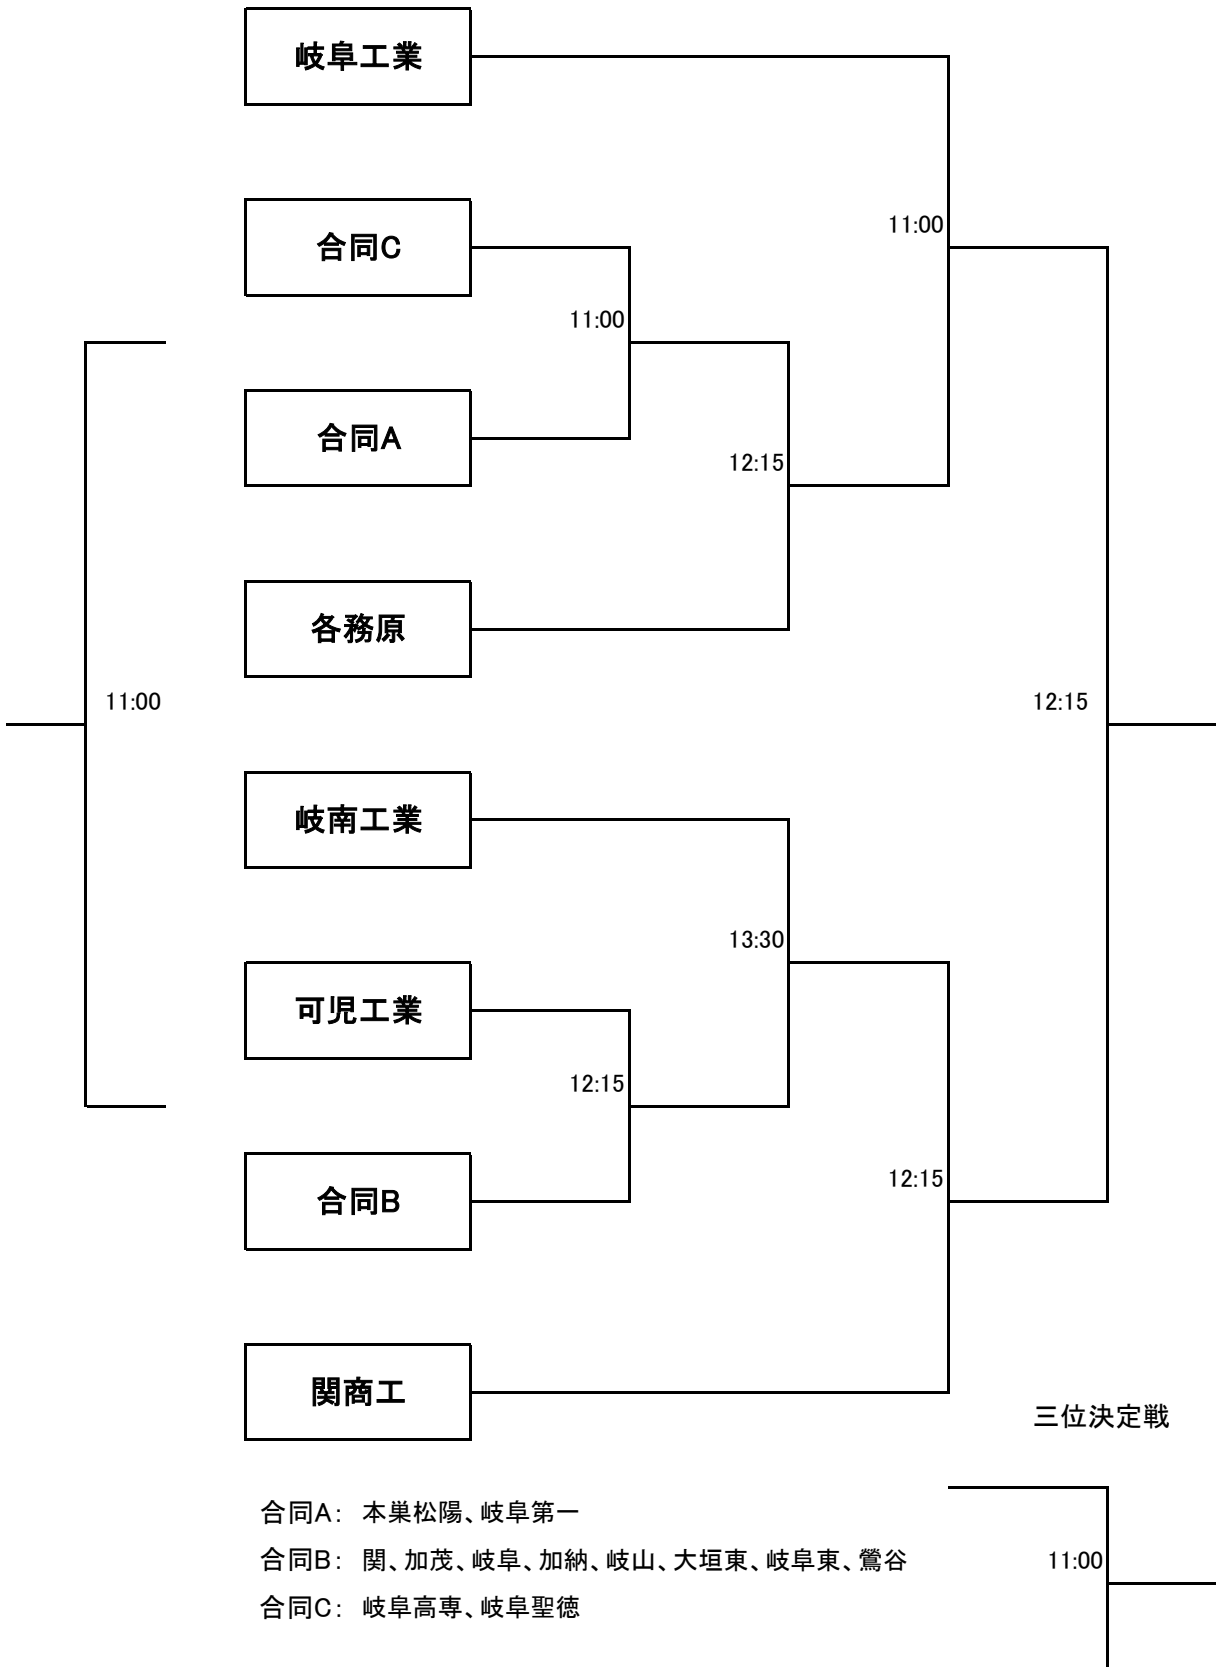 岐阜工業
11:00
合同C
11:00
合同A
12:15
各務原
11:00
12:15
岐南工業
13:30
可児工業
12:15
12:15
合同B
関商工
三位決定戦
合同A： 本巣松陽、岐阜第一
合同B： 関、加茂、岐阜、加納、岐山、大垣東、岐阜東、鶯谷
11:00
合同C： 岐阜高専、岐阜聖徳